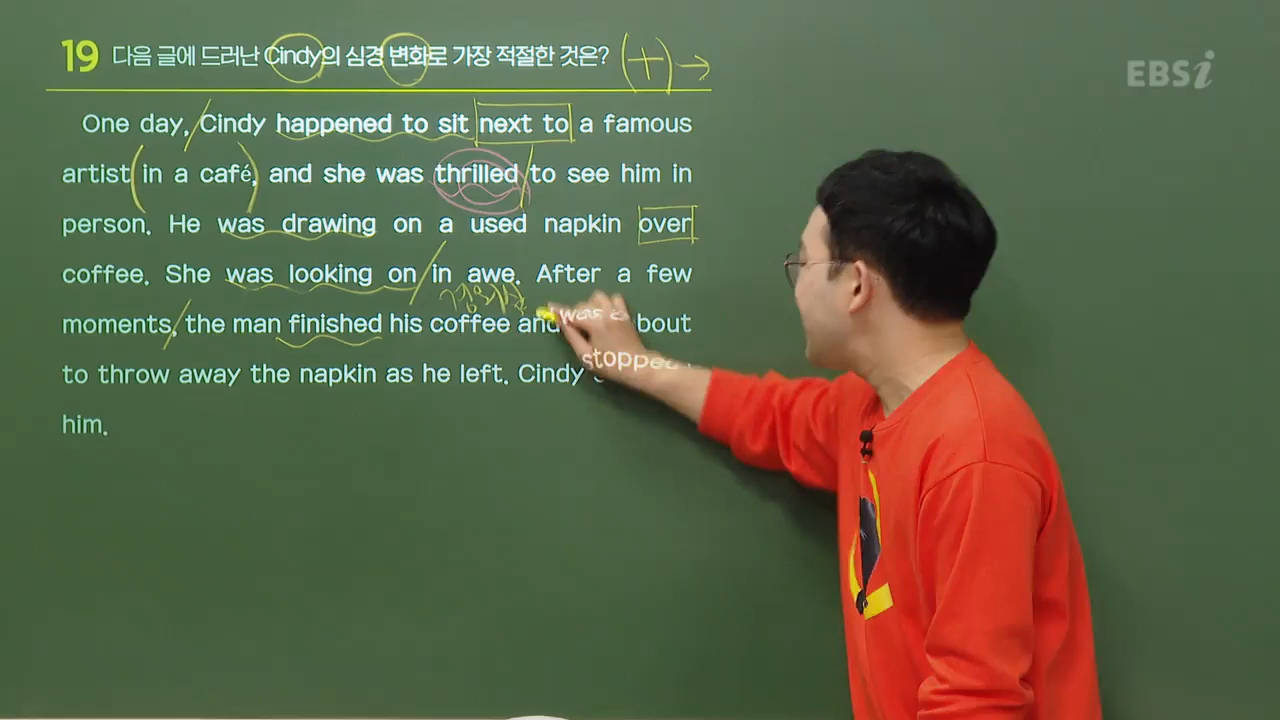 19 다음 글에 드러난 Cindy의 심경 변화로 가장 적절한 것은? (+)→
EBSi
One day, Cindy happened to sit next to a famous
artist in a café, and she was thrilled to see him in
person. He was drawing on a used napkin over
coffee. She was looking on in awe. After a few
moments, the man finished his coffee and was bout
to throw away the napkin as he left. Cindy stopped
him.